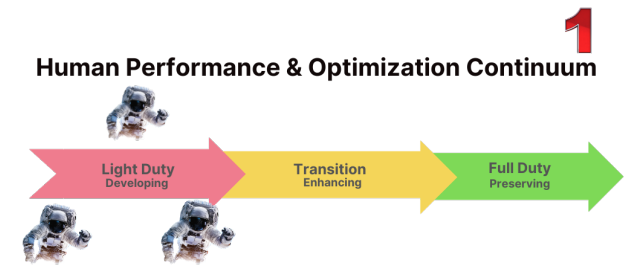 1
Human Performance & Optimization Continuum
Light Duty
Developing
Transition
Enhancing
Full Duty
Preserving